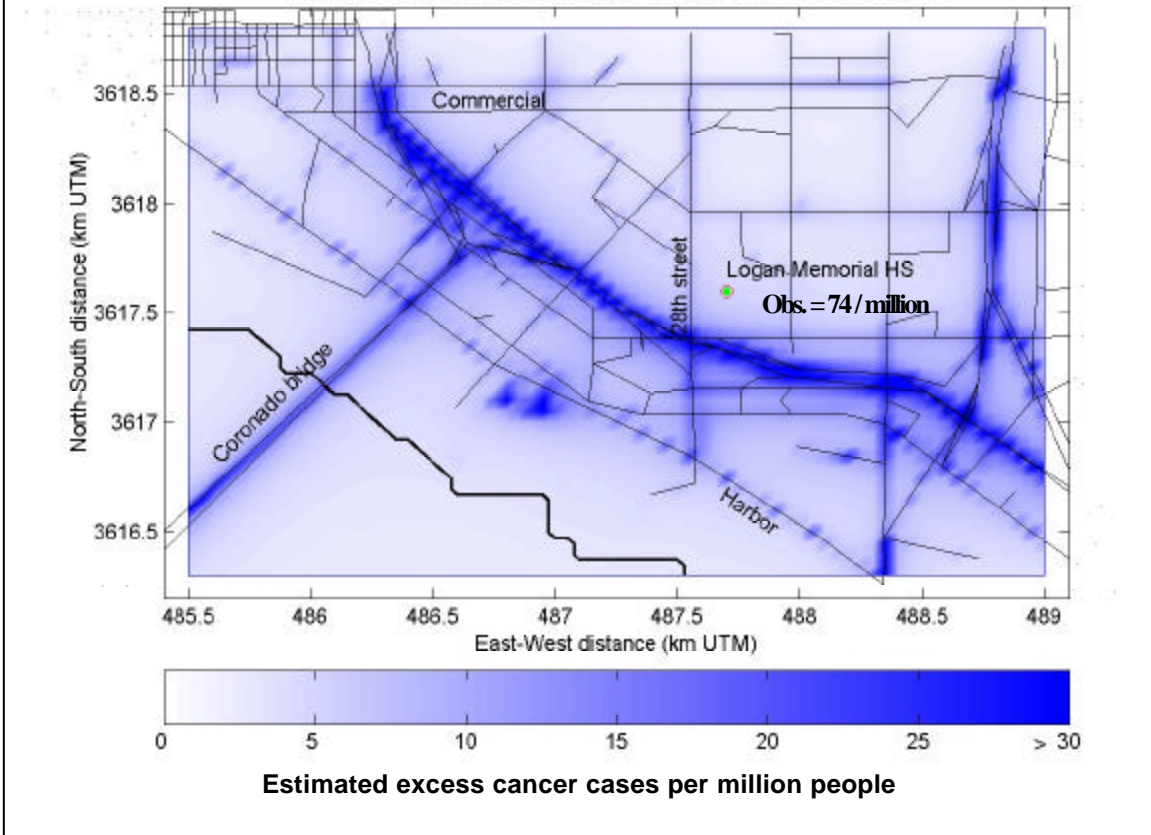 3618.5
3618
3617.5
3617
3616.5
North-South distance (km UTM)
Commercial
28th street
Logan Memorial HS
Obs. = 74 / million
Coronado bridge
Harbor
485.5 486 486.5 487 487.5 488 488.5 489
East-West distance (km UTM)
0 5 10 15 20 25 > 30
Estimated excess cancer cases per million people